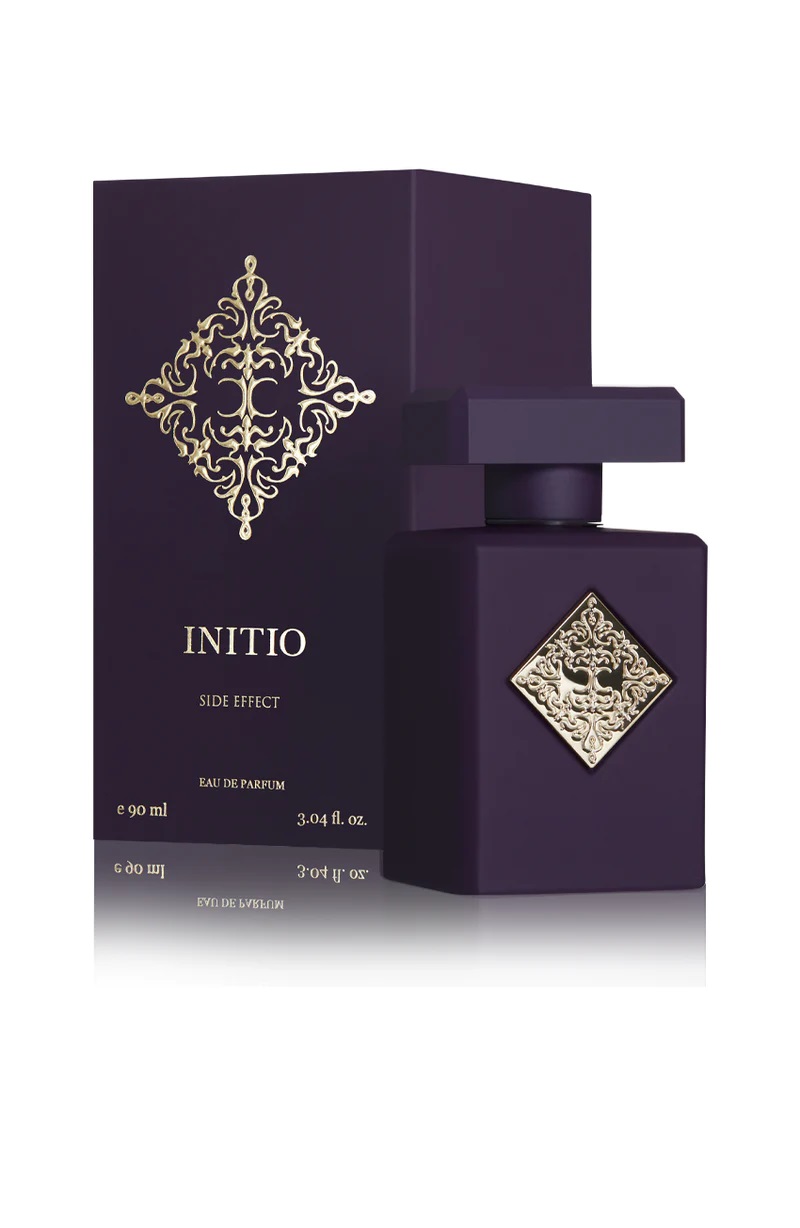 INITIO
SIDE EFFECT
EAU DE PARFUM
e 90 ml
3.04 fl. oz.